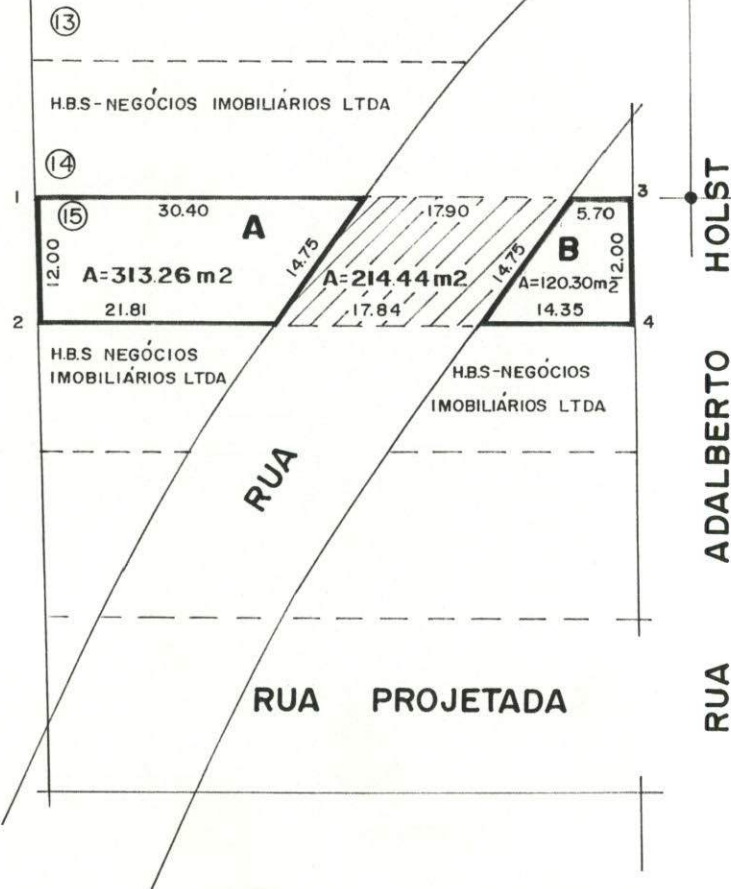 13
H.B.S-NEGÓCIOS IMOBILIÁRIOS LTDA
14
1
3
15
30.40
A
17.90
5.70
12.00
14.75
14.75
B
12.00
A=313.26 m2
A=214.44 m2
A=120.30m2
21.81
17.84
14.35
2
4
H.B.S NEGÓCIOS
IMOBILIÁRIOS LTDA
H.B.S-NEGÓCIOS
IMOBILIÁRIOS LTDA
RUA
RUA PROJETADA
RUA ADALBERTO HOLST